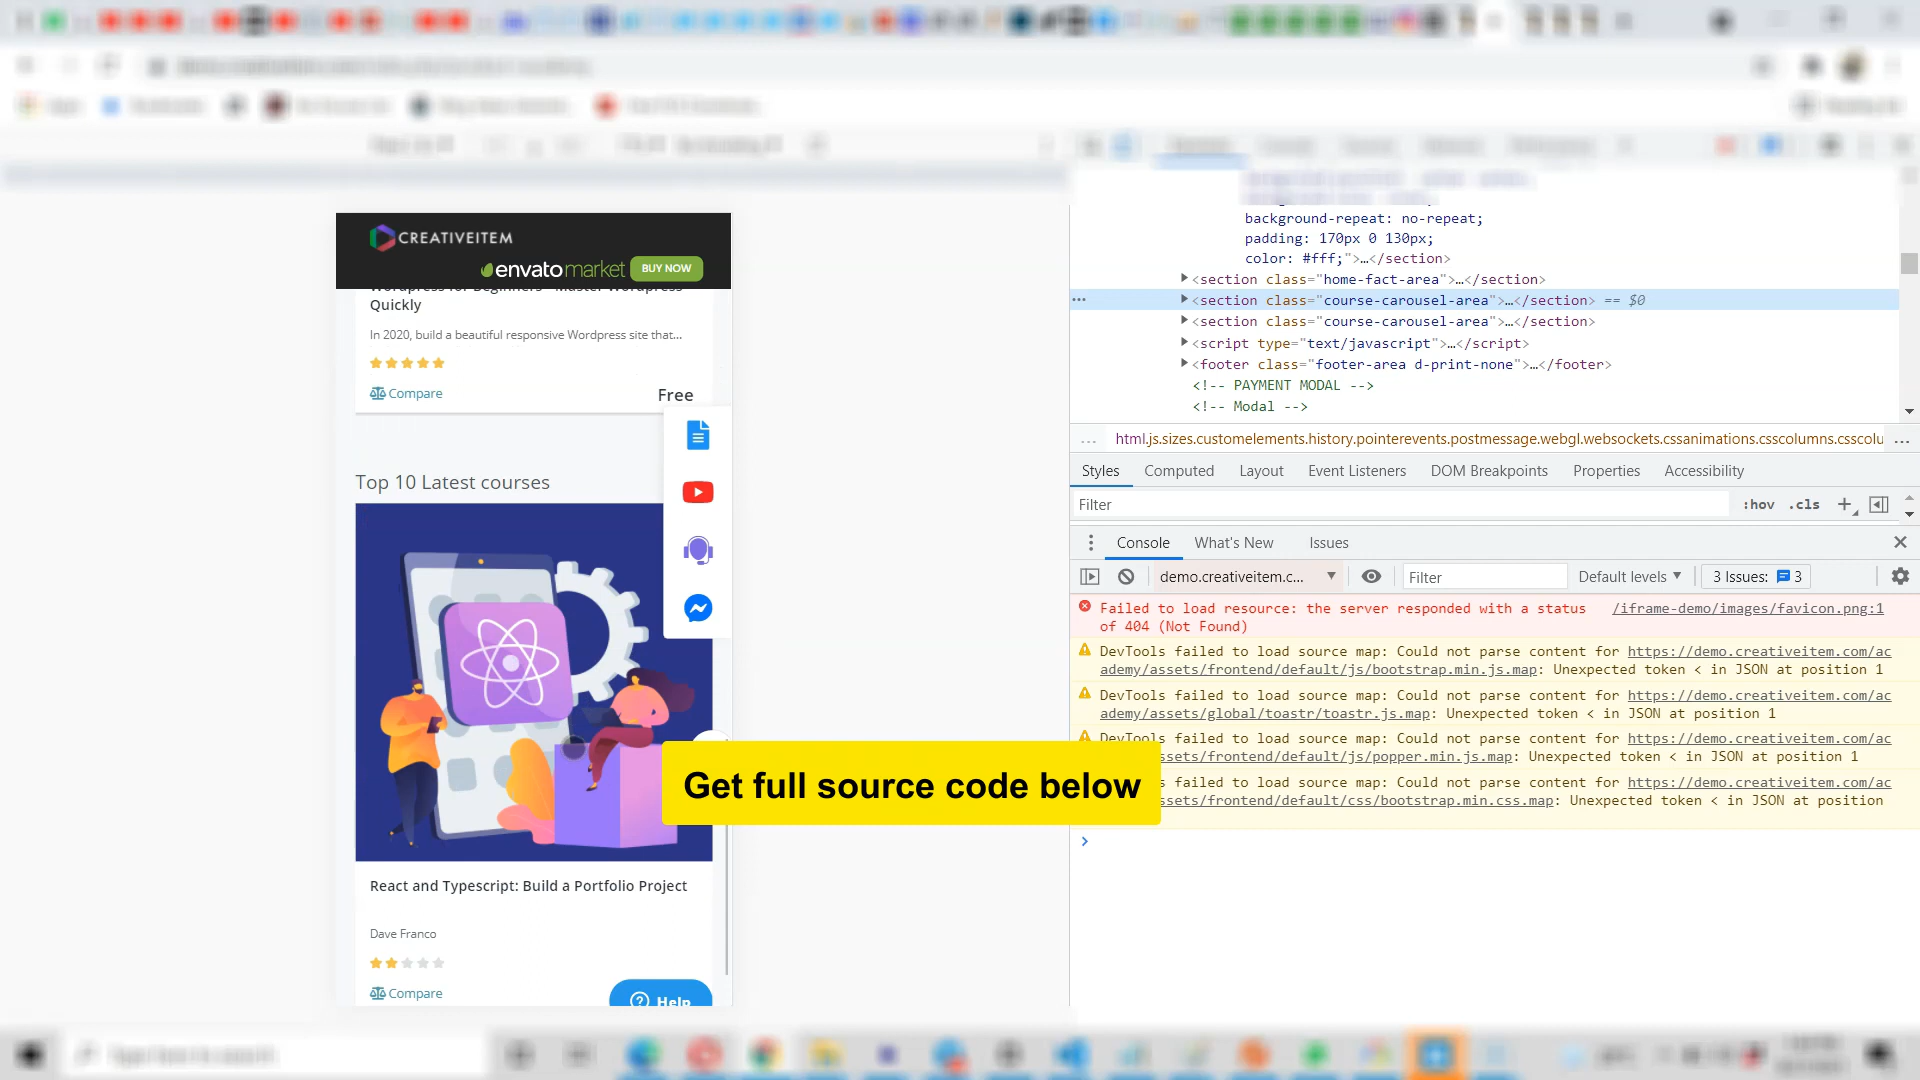 CREATIVEITEM
envatomarket BUY NOW
Quickly
In 2020, build a beautiful responsive Wordpress site that...
Compare
Free
Top 10 Latest courses
React and Typescript: Build a Portfolio Project
Dave Franco
Compare
Help
Get full source code below
background-repeat: no-repeat;
padding: 170px 0 130px;
color: #fff;">…</section>
<section class="home-fact-area">…</section>
<section class="course-carousel-area">…</section> == $0
<section class="course-carousel-area">…</section>
<script type="text/javascript">…</script>
<footer class="footer-area d-print-none">…</footer>
<!-- PAYMENT MODAL -->
<!-- Modal -->
... html.js.sizes.customelements.history.pointerevents.postmessage.webgl.websockets.cssanimations.csscolumns.csscolu ...
Styles Computed Layout Event Listeners DOM Breakpoints Properties Accessibility
Filter :hov .cls
Console What's New Issues
demo.creativeitem.c... Filter Default levels 3 Issues: 3
Failed to load resource: the server responded with a status /iframe-demo/images/favicon.png:1
of 404 (Not Found)
DevTools failed to load source map: Could not parse content for https://demo.creativeitem.com/ac
ademy/assets/frontend/default/js/bootstrap.min.js.map: Unexpected token < in JSON at position 1
DevTools failed to load source map: Could not parse content for https://demo.creativeitem.com/ac
ademy/assets/global/toastr/toastr.js.map: Unexpected token < in JSON at position 1
DevTools failed to load source map: Could not parse content for https://demo.creativeitem.com/ac
ssets/frontend/default/js/popper.min.js.map: Unexpected token < in JSON at position 1
s failed to load source map: Could not parse content for https://demo.creativeitem.com/ac
ssets/frontend/default/css/bootstrap.min.css.map: Unexpected token < in JSON at position